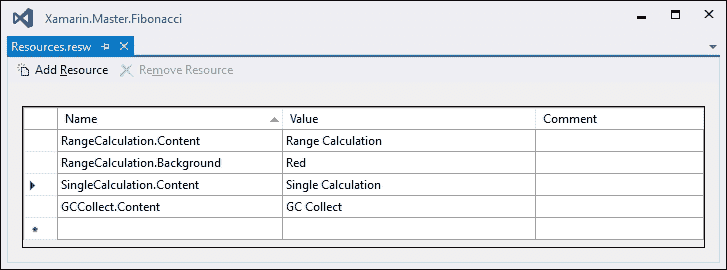 Xamarin.Master.Fibonacci
Resources.resw
Add Resource Remove Resource
Name Value Comment
RangeCalculation.Content Range Calculation
RangeCalculation.Background Red
SingleCalculation.Content Single Calculation
GCCollect.Content GC Collect